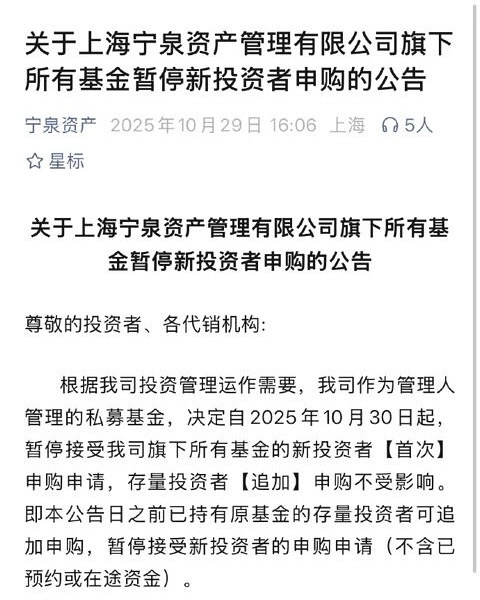 关于上海宁泉资产管理有限公司旗下
所有基金暂停新投资者申购的公告
宁泉资产 2025年10月29日 16:06 上海 5人
星标
关于上海宁泉资产管理有限公司旗下所有基
金暂停新投资者申购的公告
尊敬的投资者、各代销机构:
根据我司投资管理运作需要，我司作为管理人
管理的私募基金，决定自2025年10月30日起，
暂停接受我司旗下所有基金的新投资者【首次】
申购申请，存量投资者【追加】申购不受影响。
即本公告日之前已持有原基金的存量投资者可追
加申购，暂停接受新投资者的申购申请（不含已
预约或在途资金）。